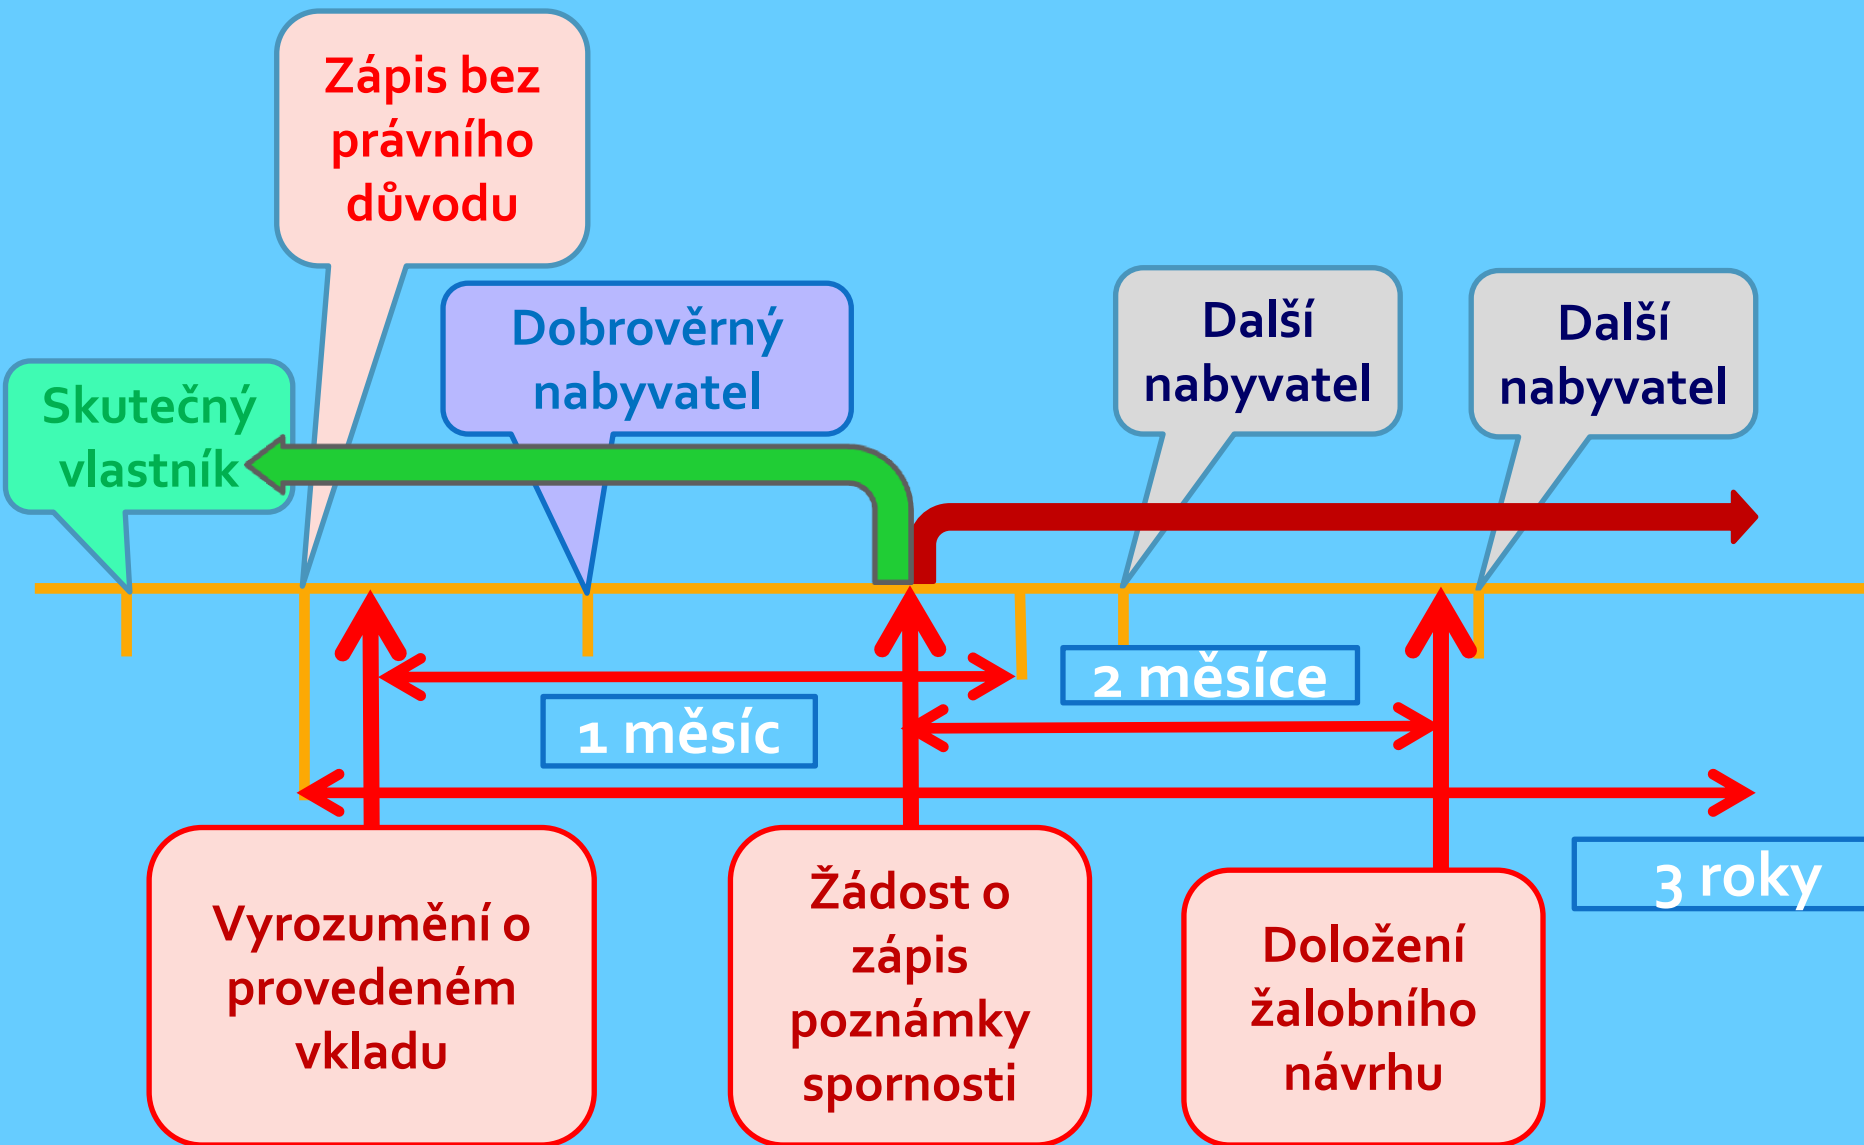 Zápis bez
právního
důvodu
Skutečný
vlastník
Dobrověrný
nabyvatel
Další
nabyvatel
Další
nabyvatel
1 měsíc
2 měsíce
3 roky
Vyrozumění o
provedeném
vkladu
Žádost o
zápis
poznámky
spornosti
Doložení
žalobního
návrhu